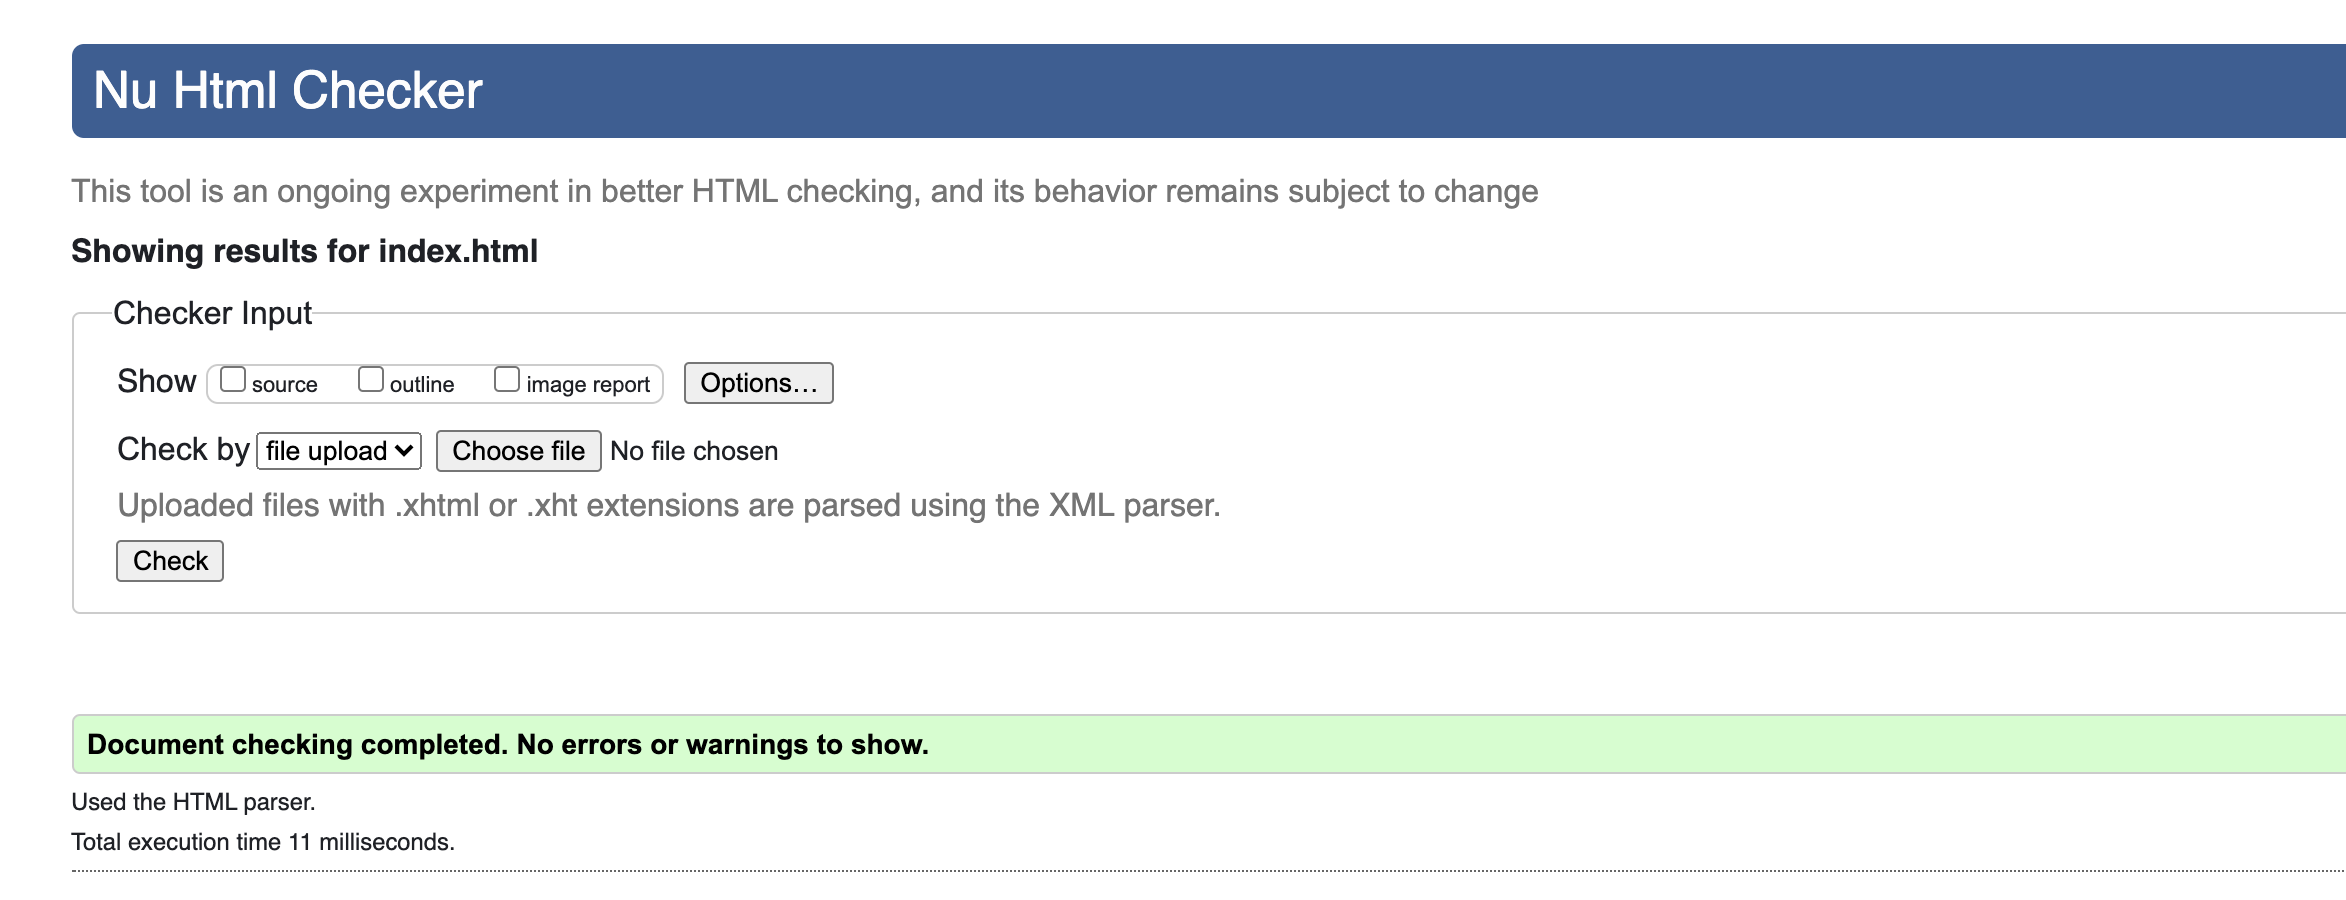 Nu Html Checker
This tool is an ongoing experiment in better HTML checking, and its behavior remains subject to change
Showing results for index.html
Checker Input
Show source outline image report Options…
Check by file upload Choose file No file chosen
Uploaded files with .xhtml or .xht extensions are parsed using the XML parser.
Check
Document checking completed. No errors or warnings to show.
Used the HTML parser.
Total execution time 11 milliseconds.